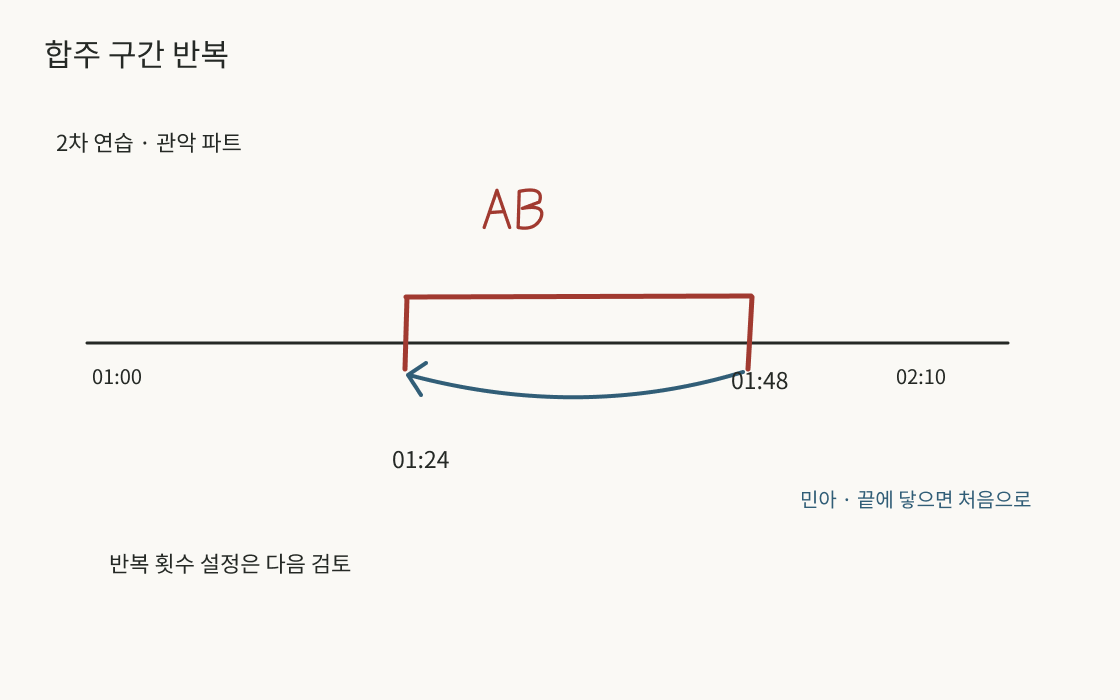 합주 구간 반복
2차 연습 · 관악 파트
AB
01:00
01:48
02:10
01:24
민아 · 끝에 닿으면 처음으로
반복 횟수 설정은 다음 검토